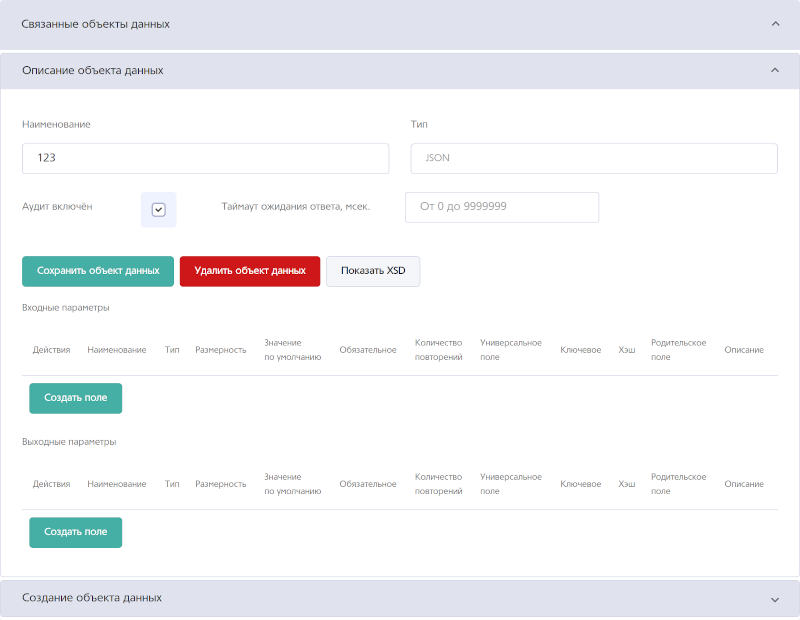 Связанные объекты данных
Описание объекта данных
Наименование Тип
123 JSON
Аудит включён Таймаут ожидания ответа, мсек. От 0 до 9999999
Сохранить объект данных Удалить объект данных Показать XSD
Входные параметры
Действия Наименование Тип Размерность Значение по умолчанию Обязательное Количество повторений Универсальное поле Ключевое Хэш Родительское поле Описание
Создать поле
Выходные параметры
Действия Наименование Тип Размерность Значение по умолчанию Обязательное Количество повторений Универсальное поле Ключевое Хэш Родительское поле Описание
Создать поле
Создание объекта данных